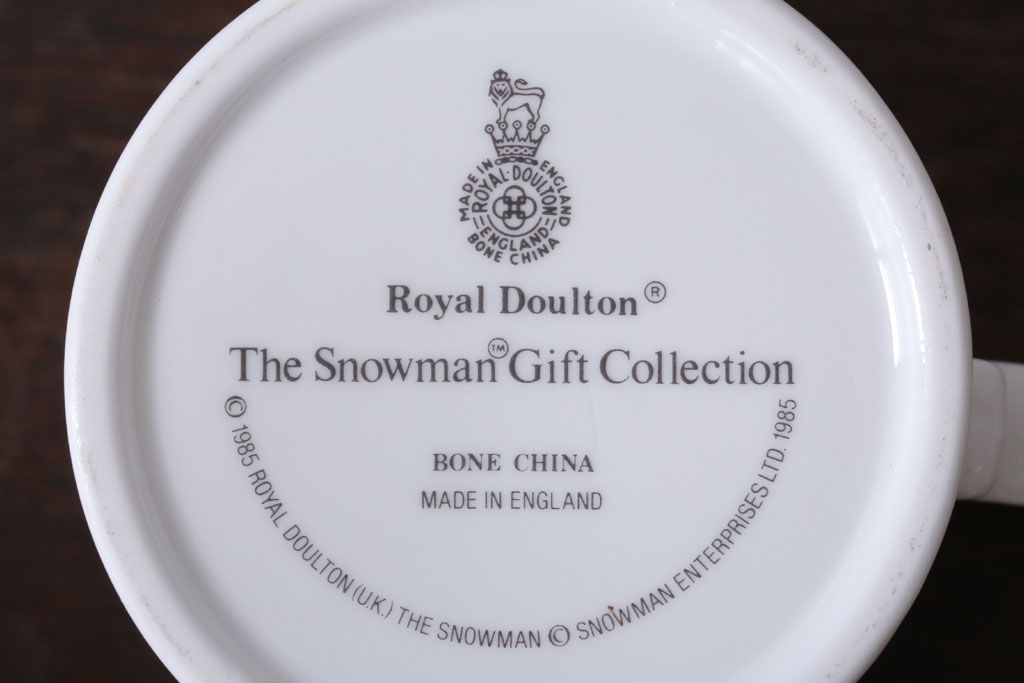 MADE IN ENGLAND
ROYAL·DOULTON
ENGLAND
BONE CHINA
Royal Doulton®
The Snowman™ Gift Collection
BONE CHINA
MADE IN ENGLAND
© 1985 ROYAL DOULTON (U.K.) THE SNOWMAN © SNOWMAN ENTERPRISES LTD. 1985